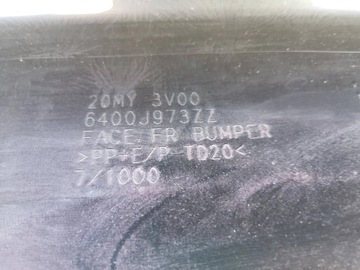 20MY 3V00
6400J973ZZ
FACE, FR BUMPER
>PP+E/P-TD20<
7/1000